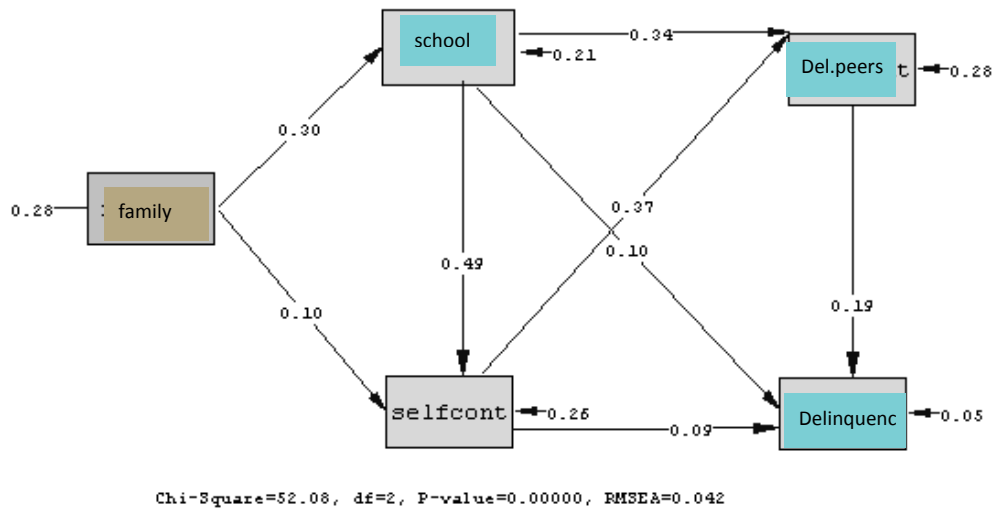 school
0.34
0.21
Del.peers
t
0.28
0.30
0.28
family
0.37
0.10
0.49
0.10
0.19
selfcont
0.26
0.09
Delinquenc
0.05
Chi-Square=52.08, df=2, P-value=0.00000, RMSEA=0.042